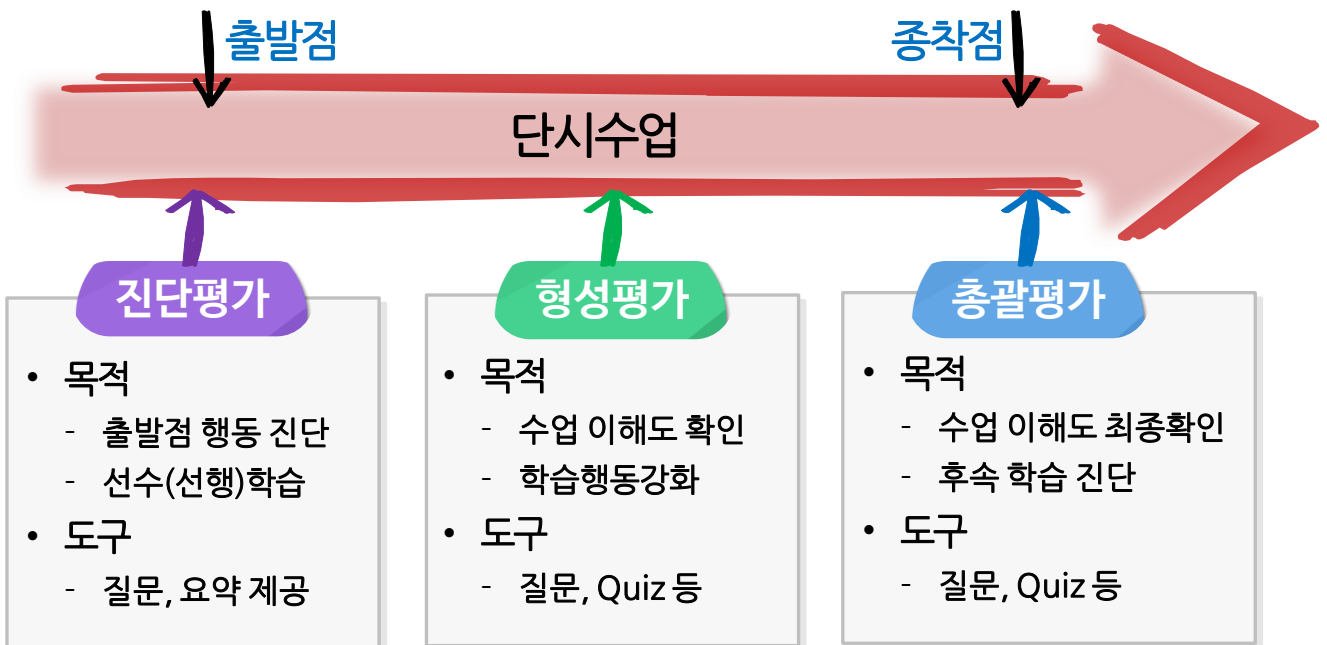 출발점
종착점
단시수업
진단평가
• 목적
- 출발점 행동 진단
- 선수(선행)학습
• 도구
- 질문, 요약 제공
형성평가
• 목적
- 수업 이해도 확인
- 학습행동강화
• 도구
- 질문, Quiz 등
총괄평가
• 목적
- 수업 이해도 최종확인
- 후속 학습 진단
• 도구
- 질문, Quiz 등